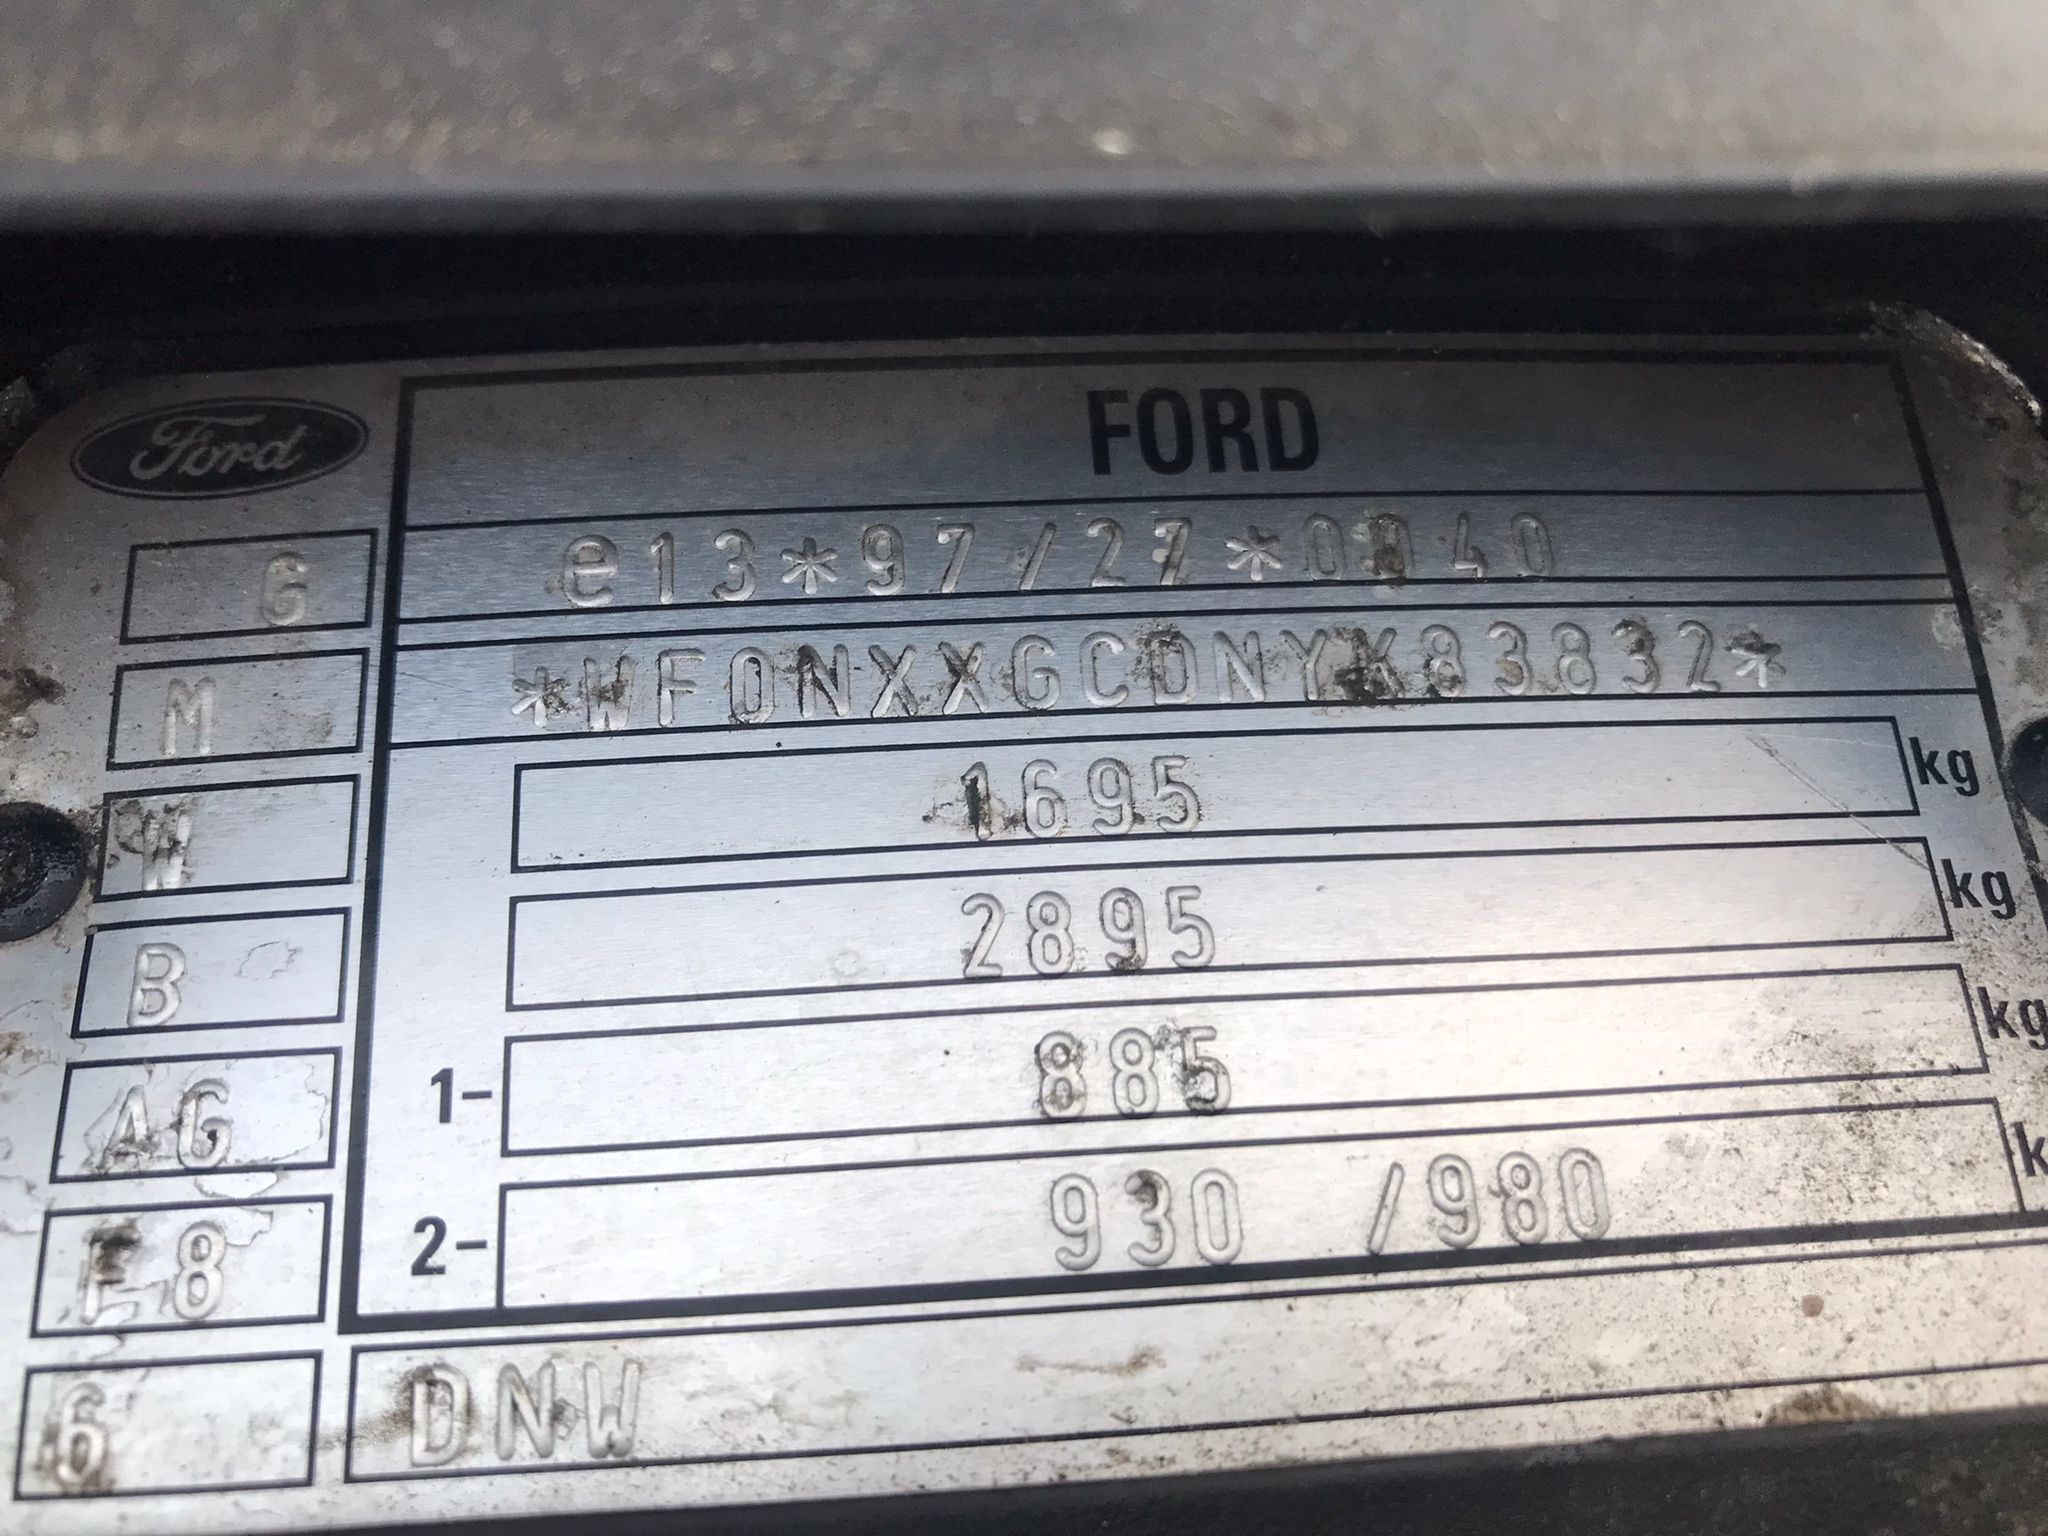 Ford
FORD
G
e13*97/27*0040
M
*WF0NXXGCDNYK83832*
W
1695 kg
B
2895 kg
AG
1- 885 kg
F8
2- 930 /980 k
6
DNW